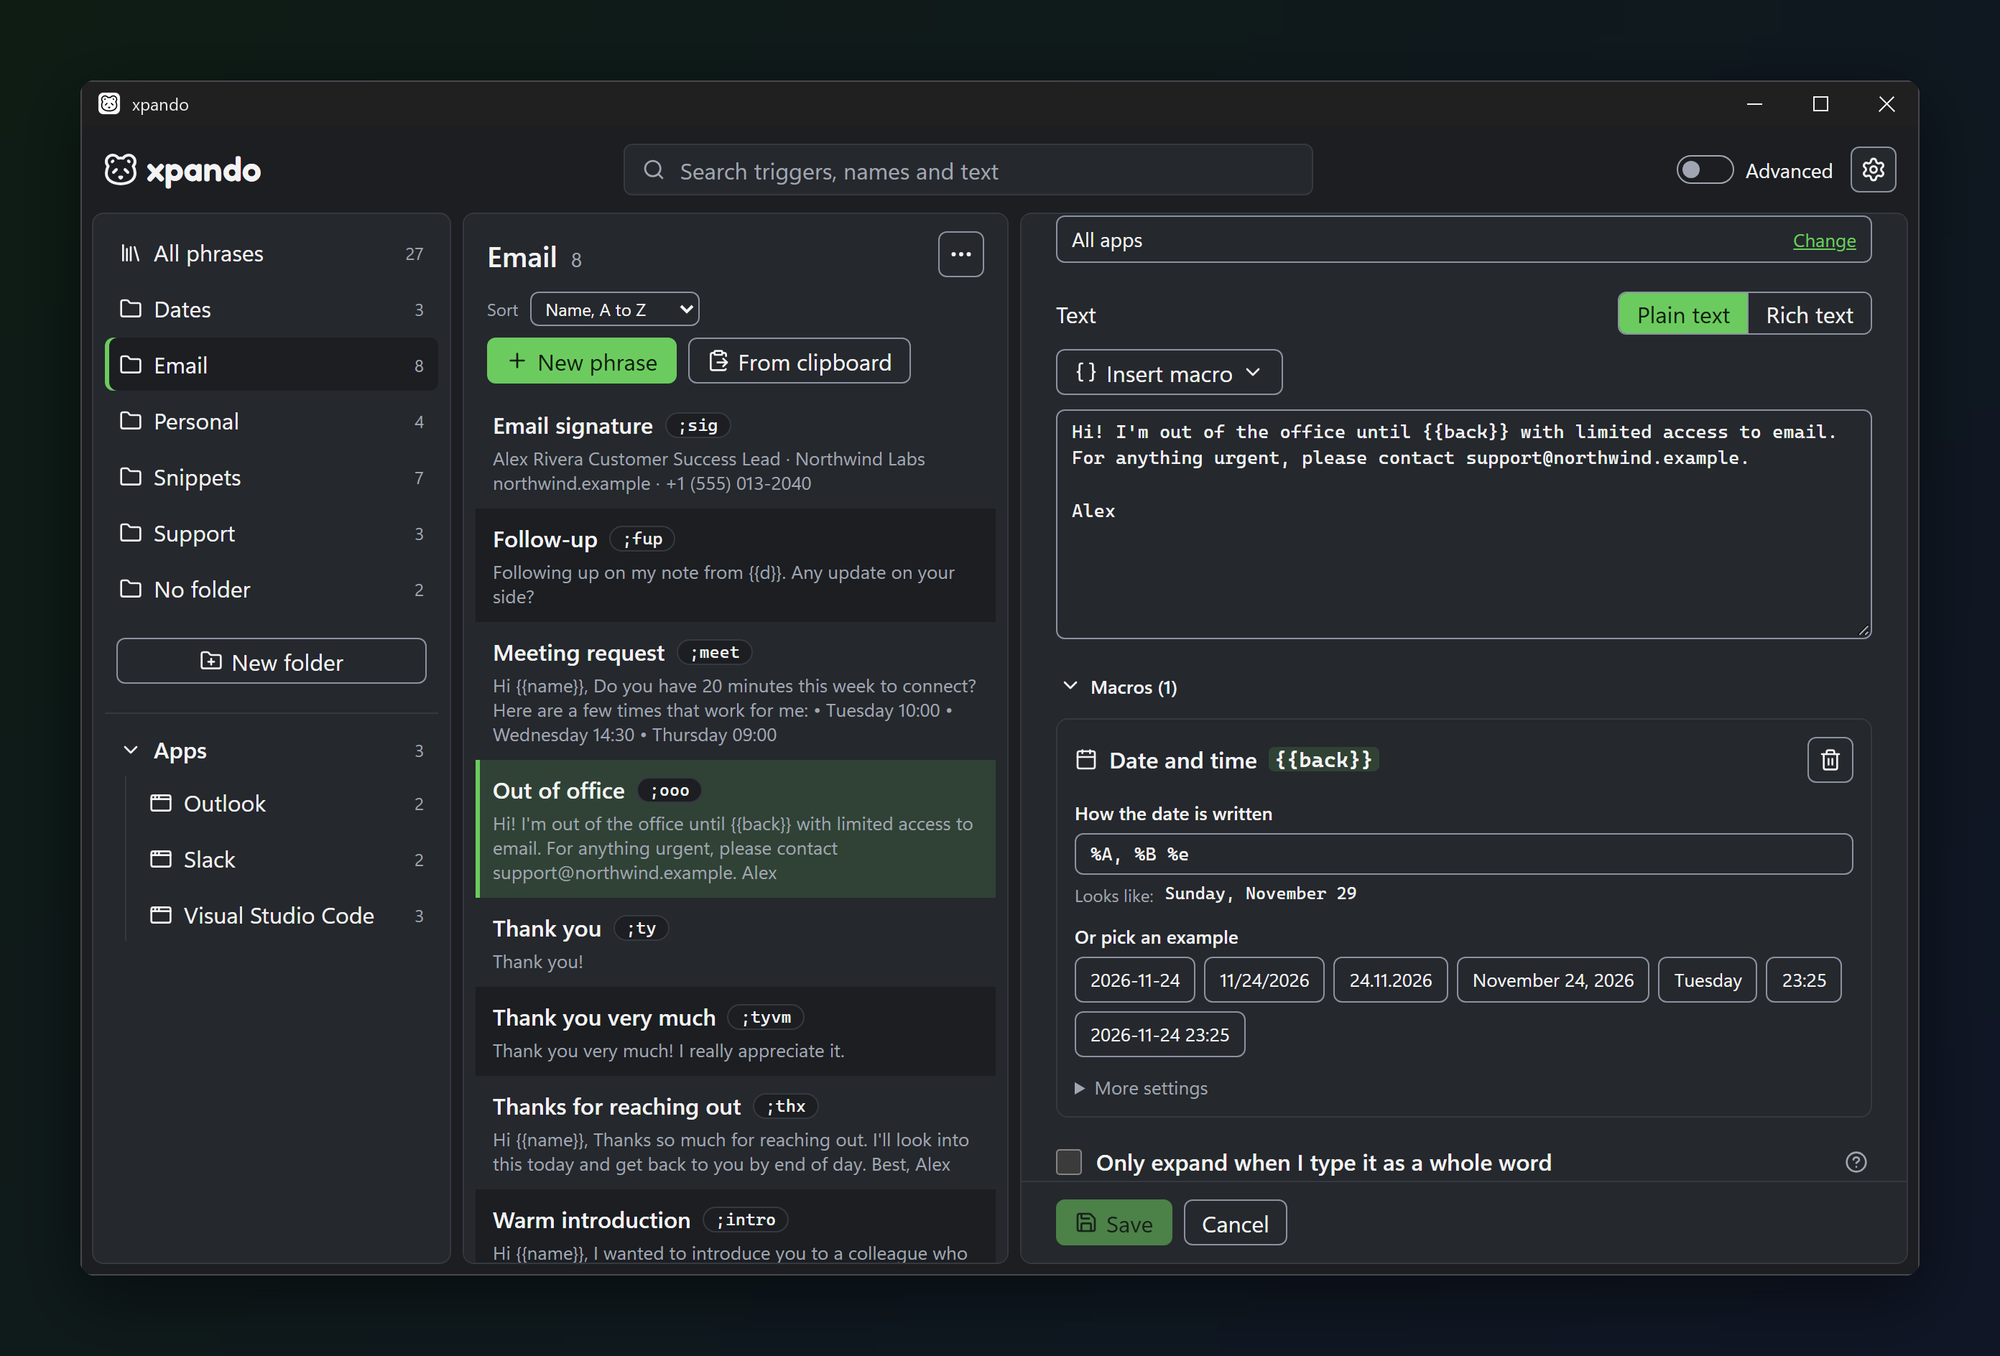 xpando
xpando
Search triggers, names and text
Advanced
All phrases 27
Dates 3
Email 8
Personal 4
Snippets 7
Support 3
No folder 2
New folder
Apps 3
Outlook 2
Slack 2
Visual Studio Code 3
Email 8
Sort Name, A to Z
+ New phrase From clipboard
Email signature ;sig
Alex Rivera Customer Success Lead · Northwind Labs
northwind.example · +1 (555) 013-2040
Follow-up ;fup
Following up on my note from {{d}}. Any update on your
side?
Meeting request ;meet
Hi {{name}}, Do you have 20 minutes this week to connect?
Here are a few times that work for me: • Tuesday 10:00 •
Wednesday 14:30 • Thursday 09:00
Out of office ;ooo
Hi! I'm out of the office until {{back}} with limited access to
email. For anything urgent, please contact
support@northwind.example. Alex
Thank you ;ty
Thank you!
Thank you very much ;tyvm
Thank you very much! I really appreciate it.
Thanks for reaching out ;thx
Hi {{name}}, Thanks so much for reaching out. I'll look into
this today and get back to you by end of day. Best, Alex
Warm introduction ;intro
Hi {{name}}, I wanted to introduce you to a colleague who
All apps Change
Text Plain text Rich text
{} Insert macro
Hi! I'm out of the office until {{back}} with limited access to email.
For anything urgent, please contact support@northwind.example.
Alex
Macros (1)
Date and time {{back}}
How the date is written
%A, %B %e
Looks like: Sunday, November 29
Or pick an example
2026-11-24 11/24/2026 24.11.2026 November 24, 2026 Tuesday 23:25
2026-11-24 23:25
More settings
Only expand when I type it as a whole word
Save Cancel